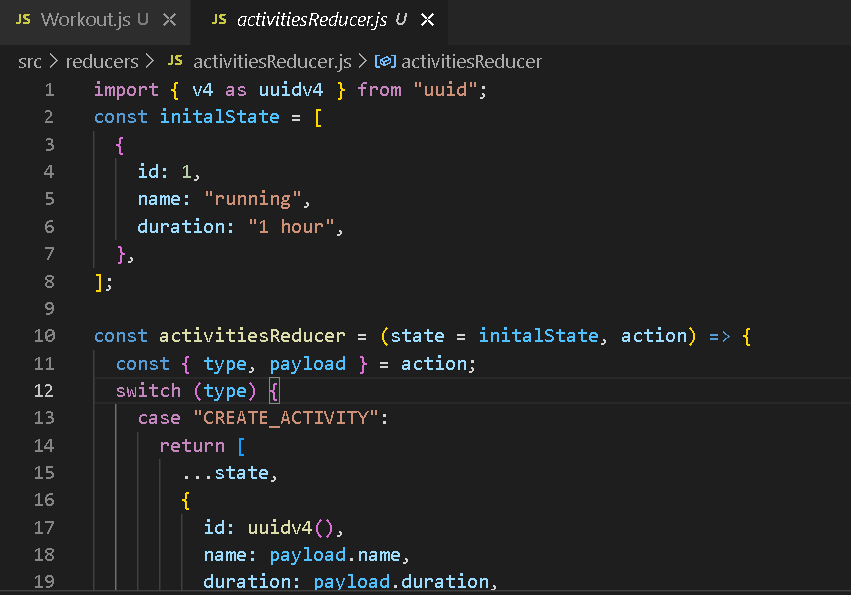 JS Workout.js U ×
JS activitiesReducer.js U ×
src > reducers > JS activitiesReducer.js > activitiesReducer
1 import { v4 as uuidv4 } from "uuid";
2 const initalState = [
3 {
4 id: 1,
5 name: "running",
6 duration: "1 hour",
7 },
8 ];
9
10 const activitiesReducer = (state = initalState, action) => {
11 const { type, payload } = action;
12 switch (type) {
13 case "CREATE_ACTIVITY":
14 return [
15 ...state,
16 {
17 id: uuidv4(),
18 name: payload.name,
19 duration: payload.duration,